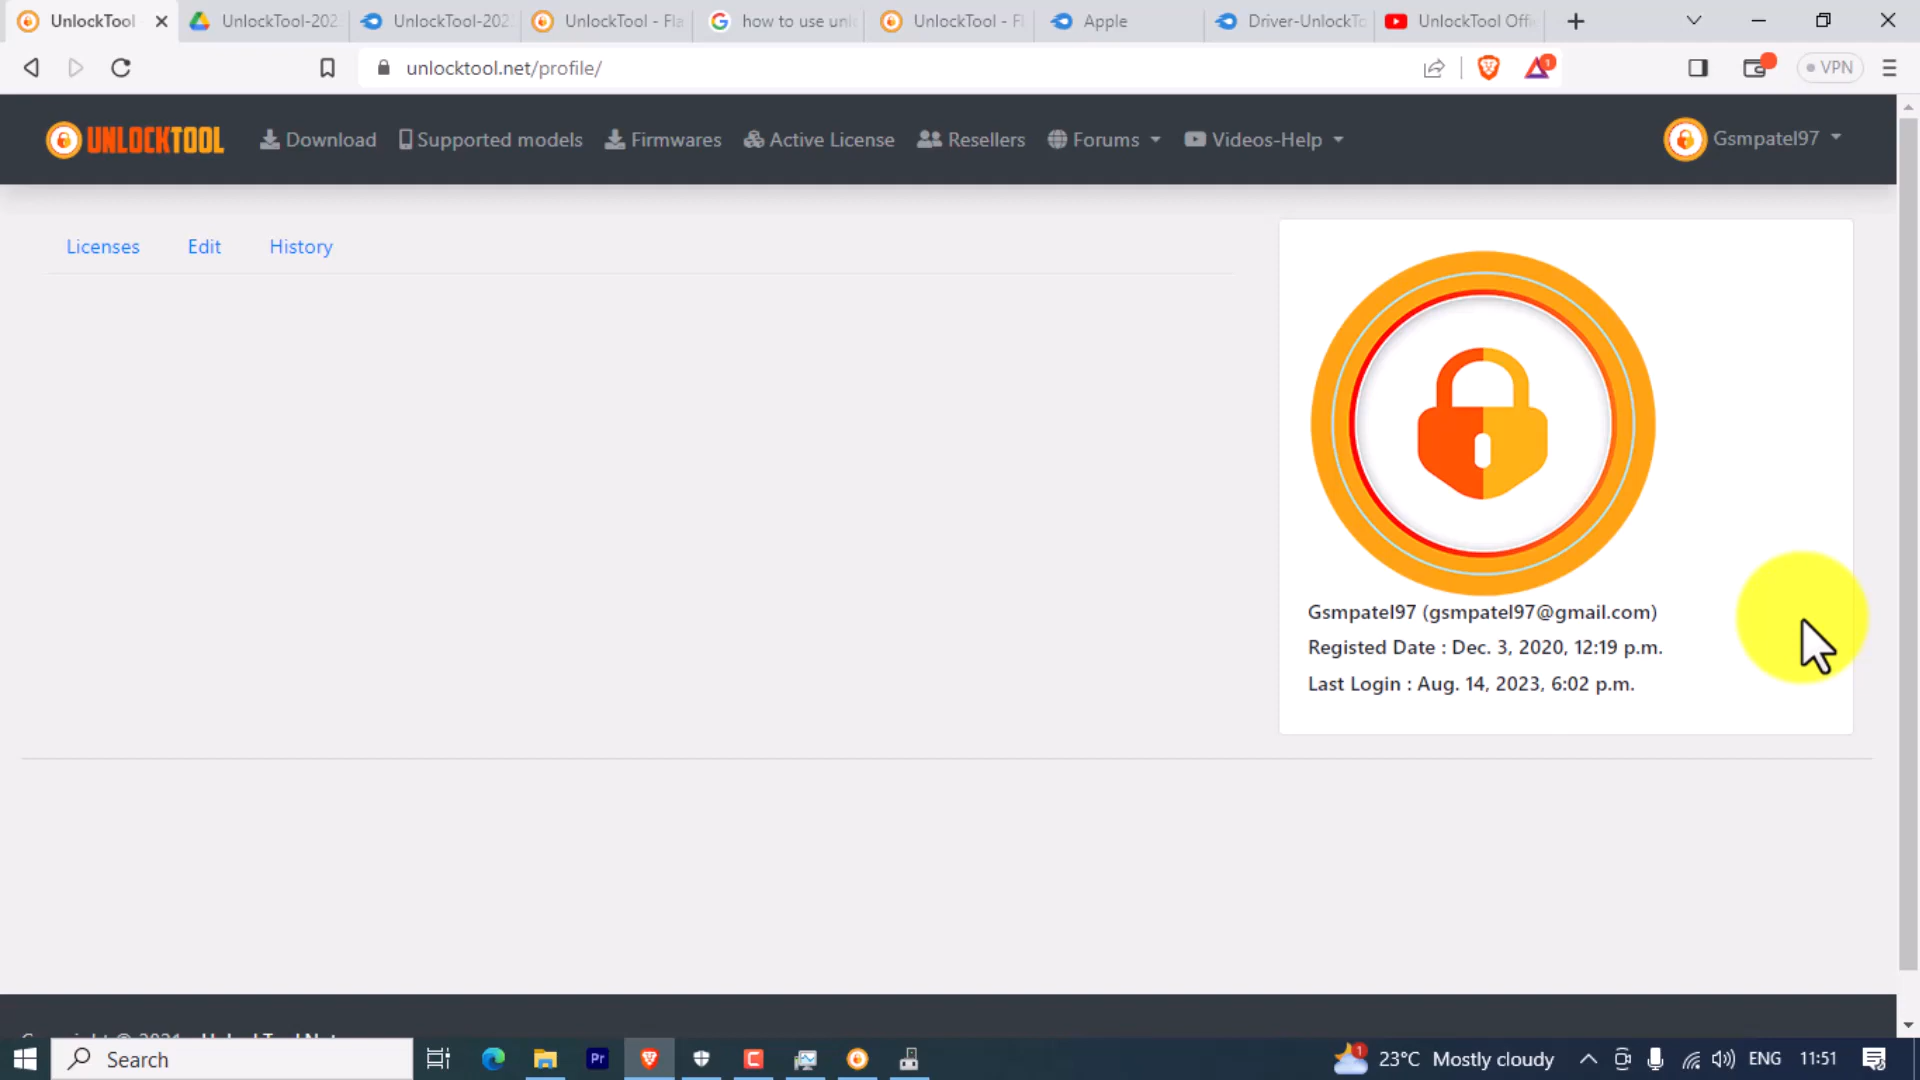 UnlockTool
UnlockTool-202
UnlockTool-202
UnlockTool - Fla
how to use unl
UnlockTool - Fl
Apple
Driver-UnlockTo
UnlockTool Offi
unlocktool.net/profile/
1
VPN
UNLOCKTOOL
Download
Supported models
Firmwares
Active License
Resellers
Forums
Videos-Help
Gsmpatel97
Licenses
Edit
History
Gsmpatel97 (gsmpatel97@gmail.com)
Registed Date : Dec. 3, 2020, 12:19 p.m.
Last Login : Aug. 14, 2023, 6:02 p.m.
Search
Pr
C
1
23°C Mostly cloudy
ENG
11:51